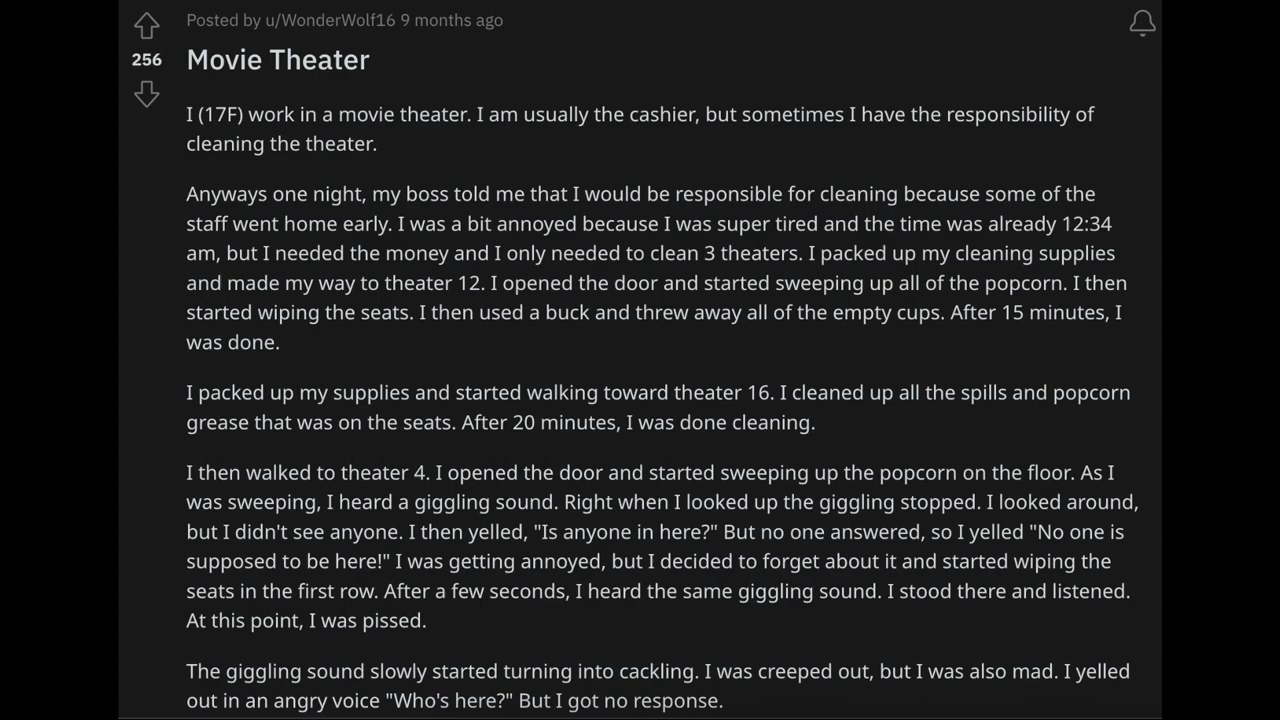 Posted by u/WonderWolf16 9 months ago
256
Movie Theater
I (17F) work in a movie theater. I am usually the cashier, but sometimes I have the responsibility of
cleaning the theater.
Anyways one night, my boss told me that I would be responsible for cleaning because some of the
staff went home early. I was a bit annoyed because I was super tired and the time was already 12:34
am, but I needed the money and I only needed to clean 3 theaters. I packed up my cleaning supplies
and made my way to theater 12. I opened the door and started sweeping up all of the popcorn. I then
started wiping the seats. I then used a buck and threw away all of the empty cups. After 15 minutes, I
was done.
I packed up my supplies and started walking toward theater 16. I cleaned up all the spills and popcorn
grease that was on the seats. After 20 minutes, I was done cleaning.
I then walked to theater 4. I opened the door and started sweeping up the popcorn on the floor. As I
was sweeping, I heard a giggling sound. Right when I looked up the giggling stopped. I looked around,
but I didn't see anyone. I then yelled, "Is anyone in here?" But no one answered, so I yelled "No one is
supposed to be here!" I was getting annoyed, but I decided to forget about it and started wiping the
seats in the first row. After a few seconds, I heard the same giggling sound. I stood there and listened.
At this point, I was pissed.
The giggling sound slowly started turning into cackling. I was creeped out, but I was also mad. I yelled
out in an angry voice "Who's here?" But I got no response.